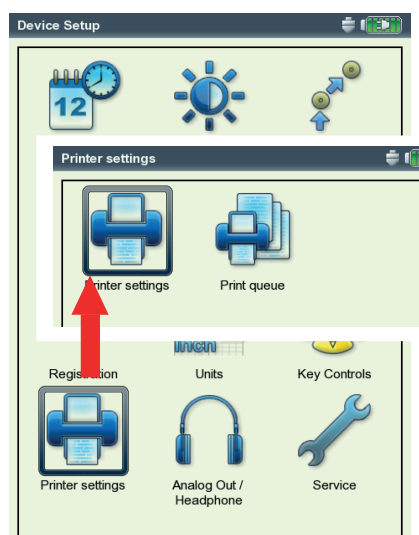 Device Setup
12
Printer settings
Printer settings
Print queue
inch
Registration
Units
Key Controls
Printer settings
Analog Out /
Headphone
Service